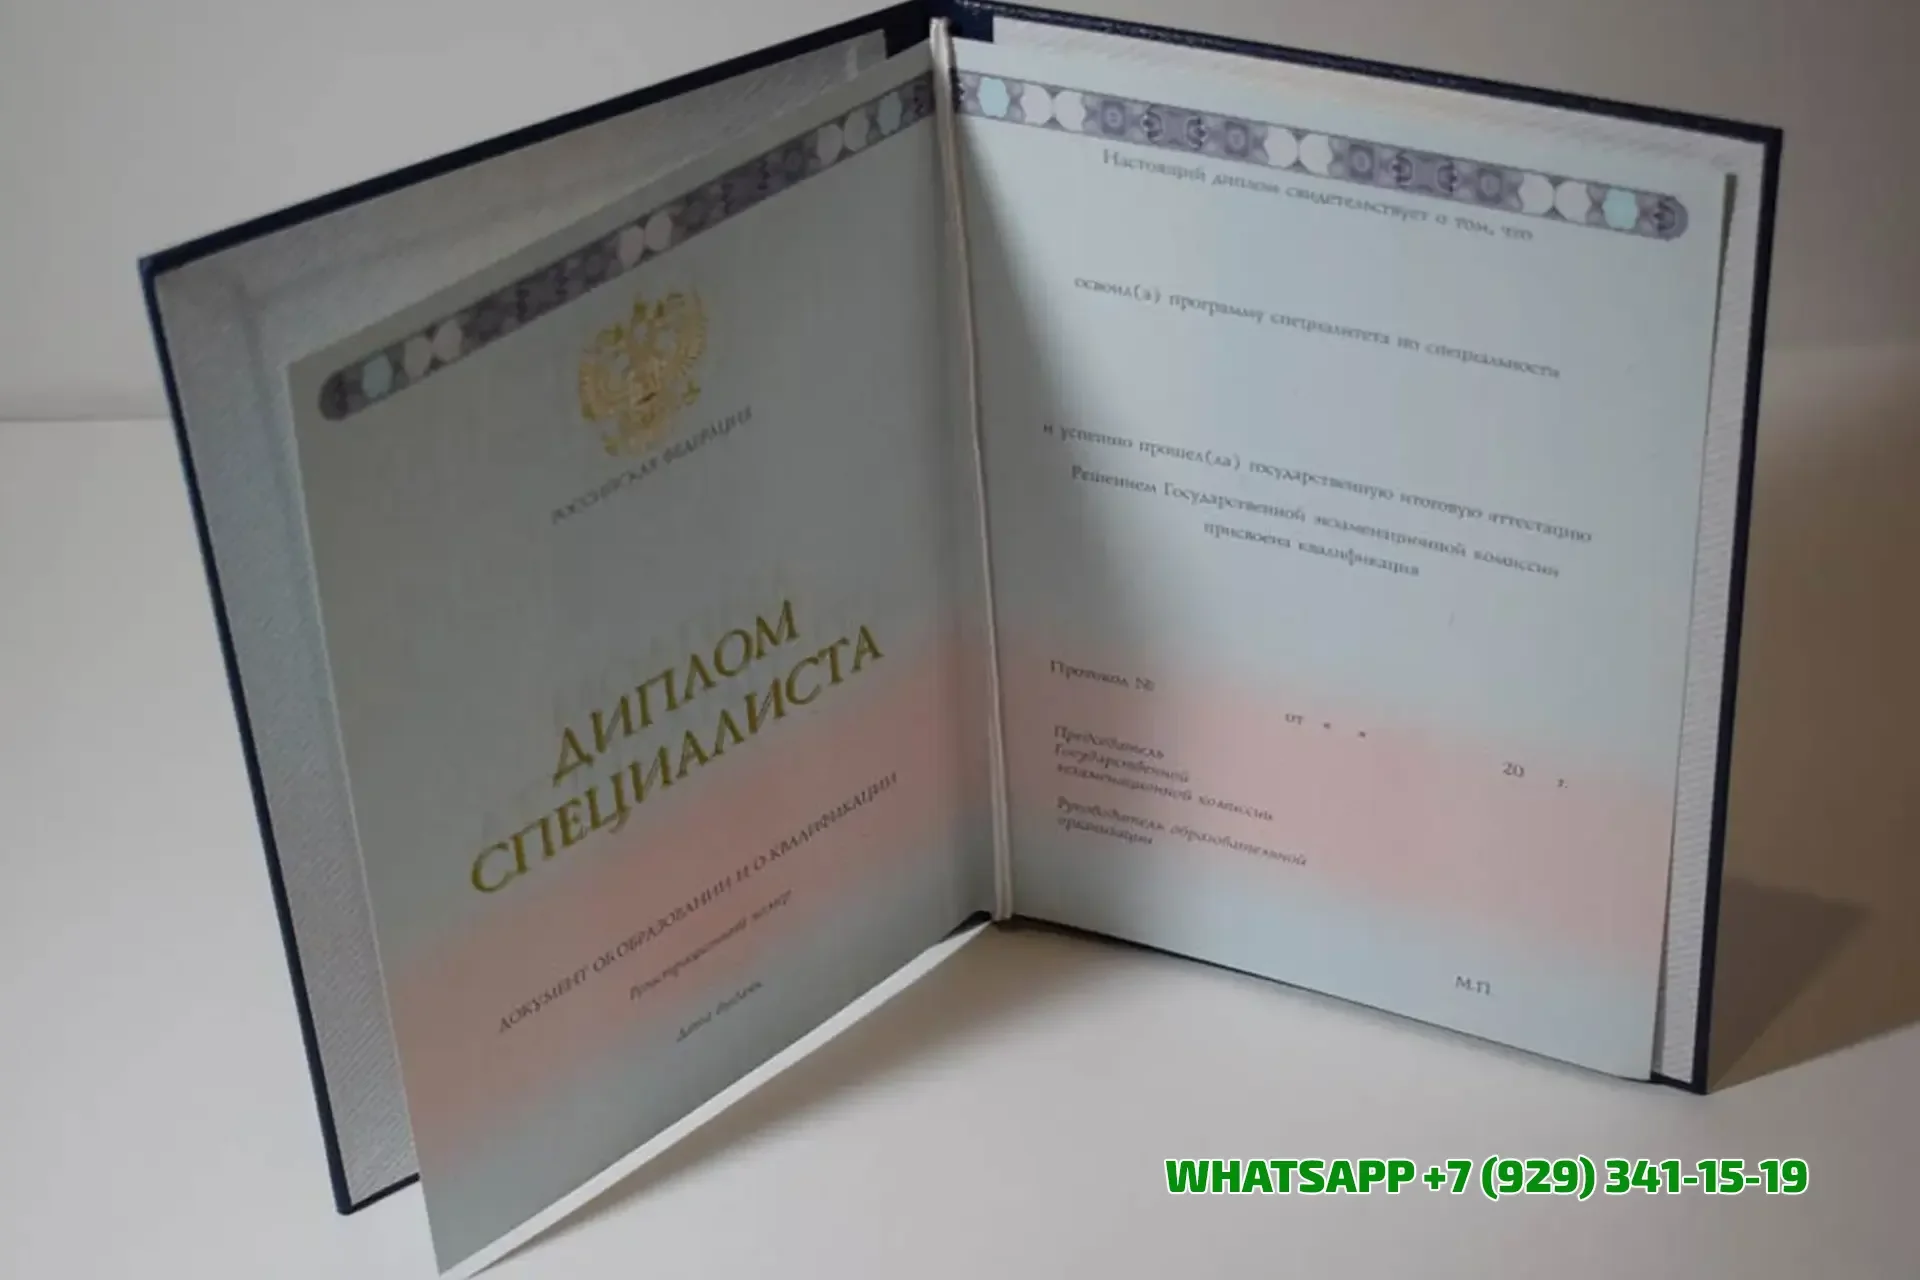 РОССИЙСКАЯ ФЕДЕРАЦИЯ
ДИПЛОМ
СПЕЦИАЛИСТА
ДОКУМЕНТ ОБ ОБРАЗОВАНИИ И О КВАЛИФИКАЦИИ
Регистрационный номер
Дата выдачи
Настоящий диплом свидетельствует о том, что
освоил(а) программу специалитета по специальности
и успешно прошел(ла) государственную итоговую аттестацию
Решением Государственной экзаменационной комиссии
присвоена квалификация
Протокол №
от « »
20 г.
Председатель
Государственной
экзаменационной комиссии
Руководитель образовательной
организации
М.П.
WHATSAPP +7 (929) 341-15-19